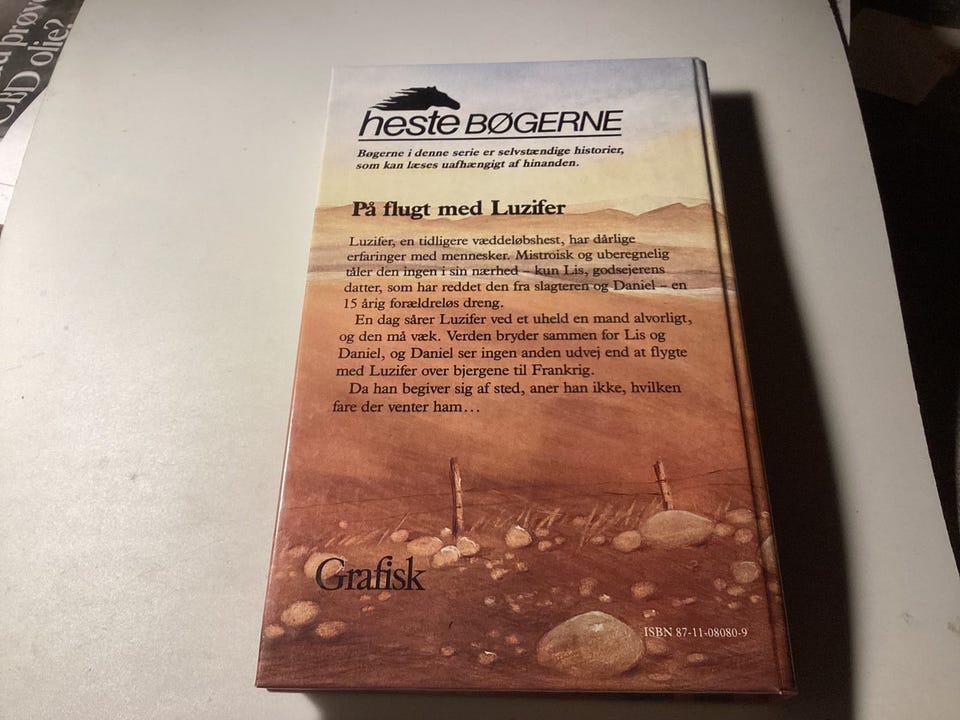 prøv
CBD olie?
heste BØGERNE
Bøgerne i denne serie er selvstændige historier,
som kan læses uafhængigt af hinanden.
På flugt med Luzifer
Luzifer, en tidligere væddeløbshest, har dårlige
erfaringer med mennesker. Mistroisk og uberegnelig
tåler den ingen i sin nærhed – kun Lis, godsejerens
datter, som har reddet den fra slagteren og Daniel – en
15 årig forældreløs dreng.
En dag sårer Luzifer ved et uheld en mand alvorligt,
og den må væk. Verden bryder sammen for Lis og
Daniel, og Daniel ser ingen anden udvej end at flygte
med Luzifer over bjergene til Frankrig.
Da han begiver sig af sted, aner han ikke, hvilken
fare der venter ham...
Grafisk
ISBN 87-11-08080-9